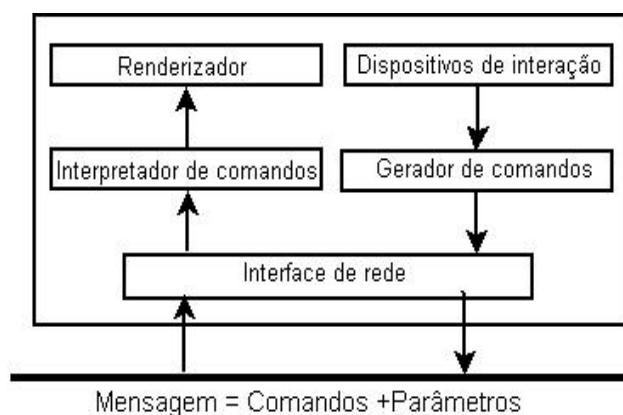 Renderizador
Dispositivos de interação
Interpretador de comandos
Gerador de comandos
Interface de rede
Mensagem = Comandos +Parâmetros